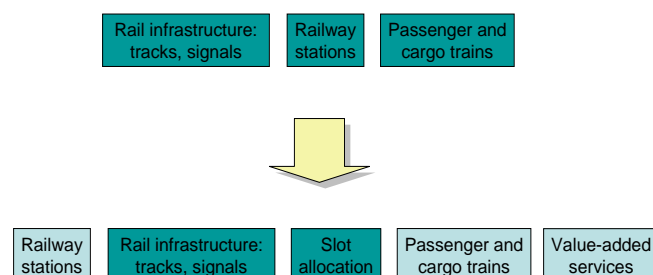 Rail infrastructure:
tracks, signals
Railway
stations
Passenger and
cargo trains
Railway
stations
Rail infrastructure:
tracks, signals
Slot
allocation
Passenger and
cargo trains
Value-added
services